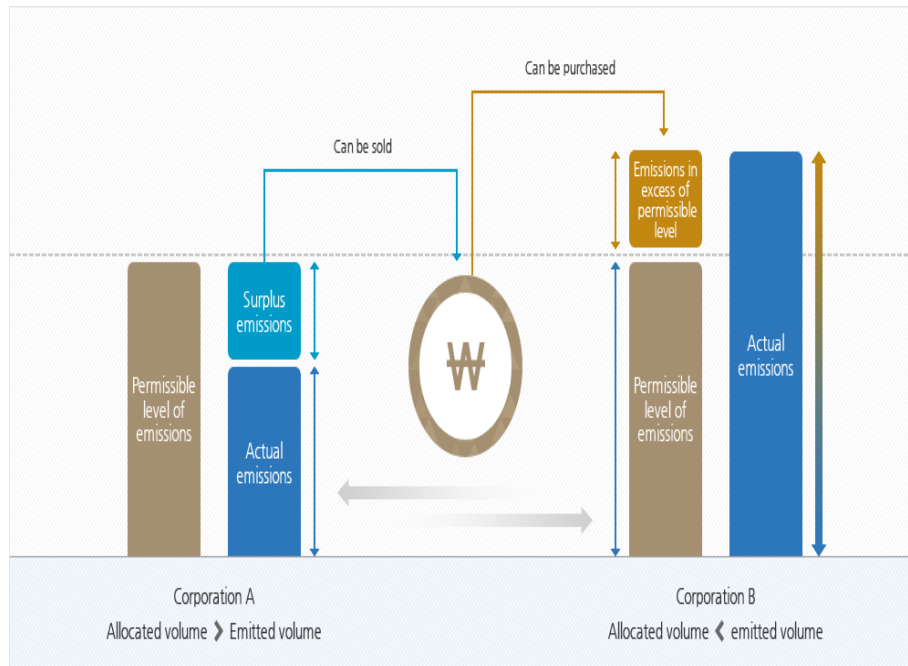 Can be purchased
Can be sold
Emissions in
excess of
permissible
level
Surplus
emissions
Permissible
level of
emissions
Actual
emissions
₩
Permissible
level of
emissions
Actual
emissions
Corporation A
Allocated volume > Emitted volume
Corporation B
Allocated volume < emitted volume